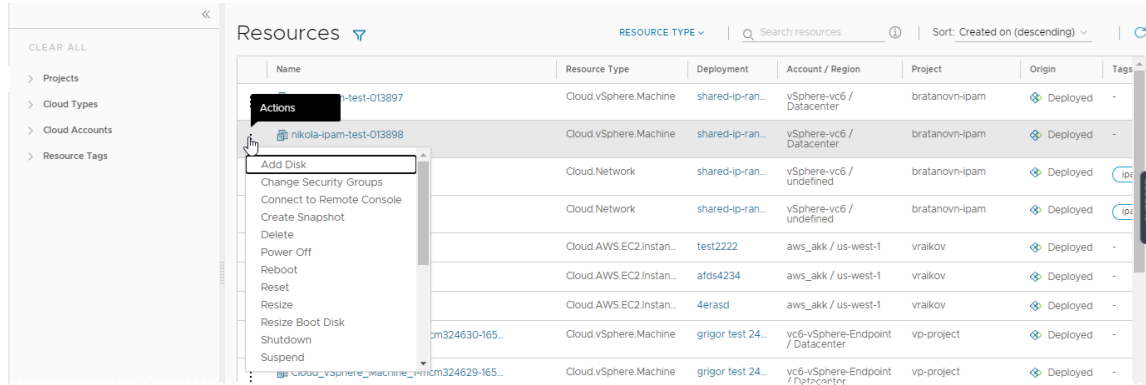 «
CLEAR ALL
Projects
Cloud Types
Cloud Accounts
Resource Tags
Resources
RESOURCE TYPE
Search resources
Sort: Created on (descending)
Name Resource Type Deployment Account / Region Project Origin Tags
-test-013897 Cloud.vSphere.Machine shared-ip-ran... vSphere-vc6 / Datacenter bratanovn-ipam Deployed -
Actions
nikola-ipam-test-013898 Cloud.vSphere.Machine shared-ip-ran... vSphere-vc6 / Datacenter bratanovn-ipam Deployed -
Cloud.Network shared-ip-ran... vSphere-vc6 / undefined bratanovn-ipam Deployed ipa
Cloud.Network shared-ip-ran... vSphere-vc6 / undefined bratanovn-ipam Deployed ipa
Cloud.AWS.EC2.Instan... test2222 aws_akk / us-west-1 vraikov Deployed -
Cloud.AWS.EC2.Instan... afds4234 aws_akk / us-west-1 vraikov Deployed -
Cloud.AWS.EC2.Instan... 4erasd aws_akk / us-west-1 vraikov Deployed -
cm324630-165... Cloud.vSphere.Machine grigor test 24... vc6-vSphere-Endpoint / Datacenter vp-project Deployed -
Cloud_vSphere_Machine_1-mcm324629-165... Cloud.vSphere.Machine grigor test 24... vc6-vSphere-Endpoint / Datacenter vp-project Deployed -
Add Disk
Change Security Groups
Connect to Remote Console
Create Snapshot
Delete
Power Off
Reboot
Reset
Resize
Resize Boot Disk
Shutdown
Suspend